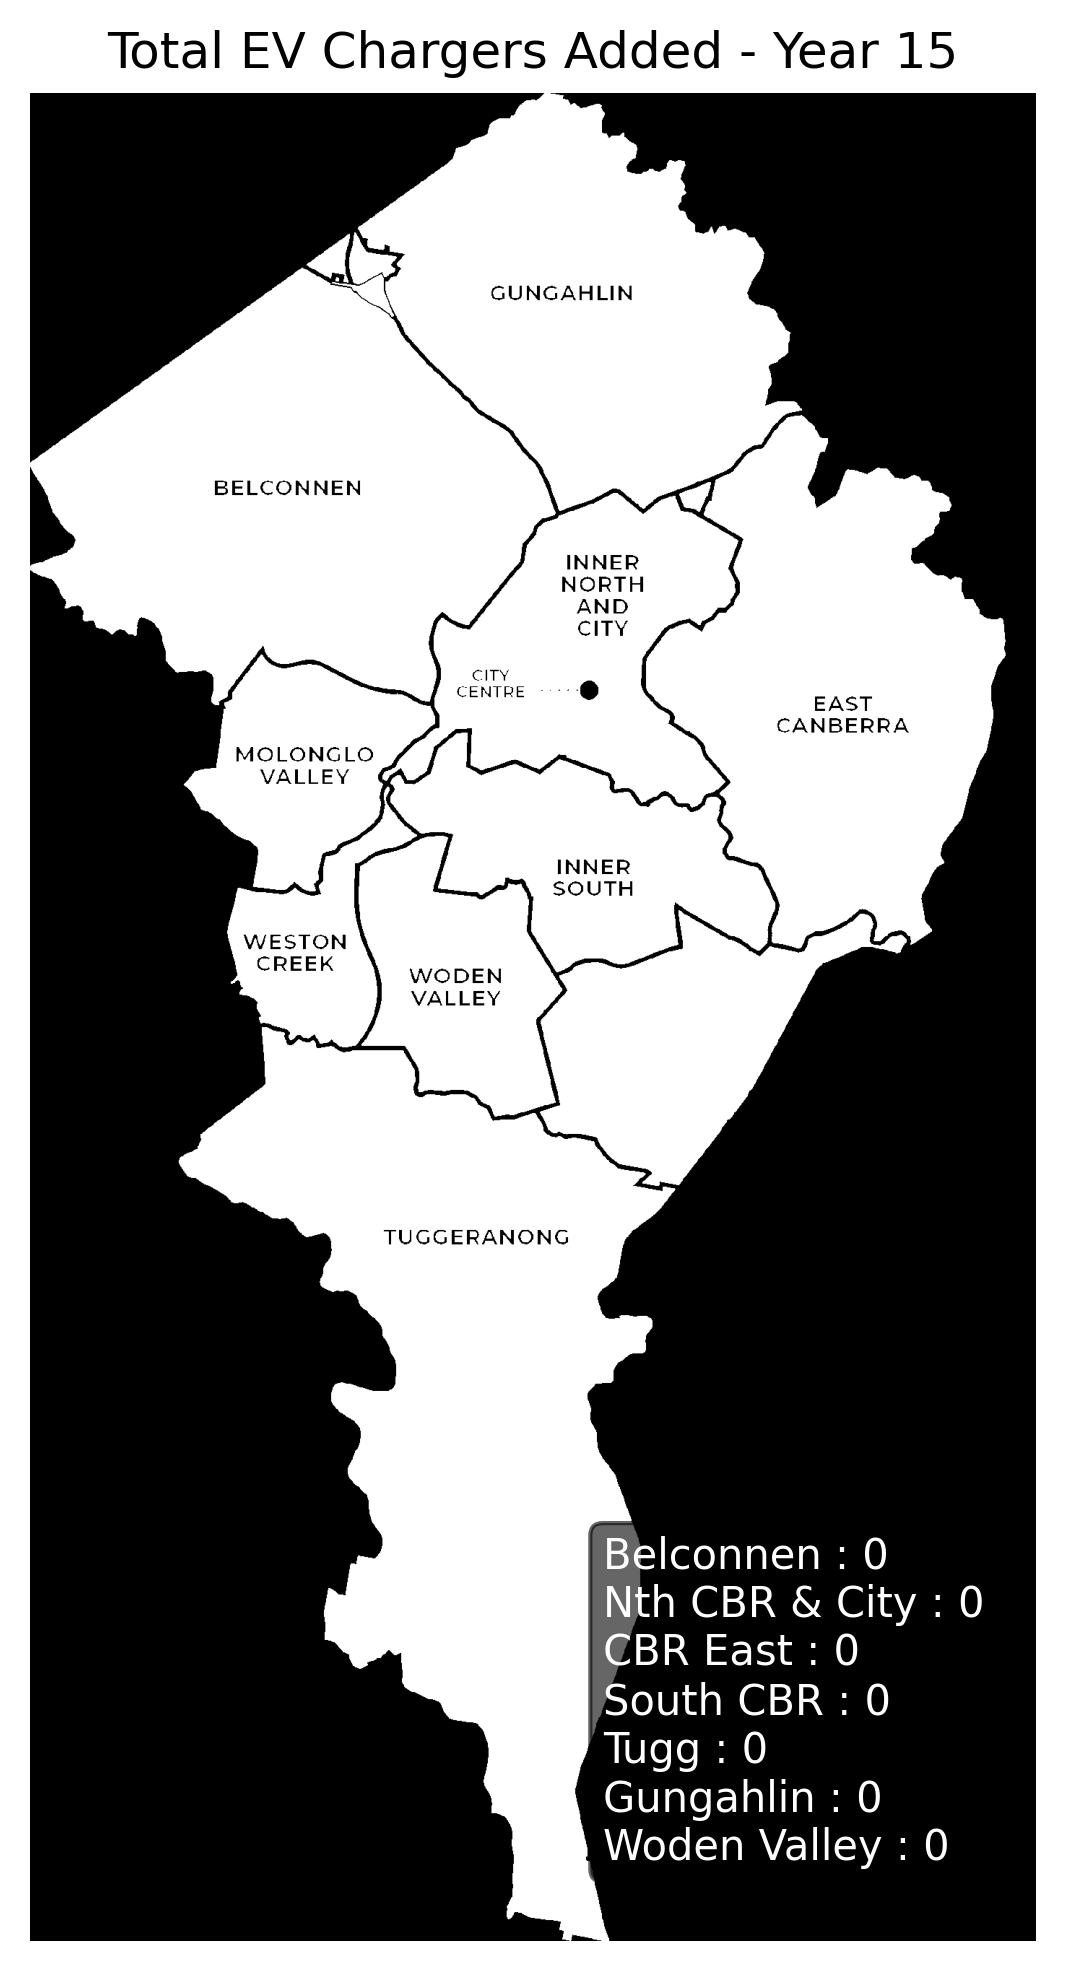 Total EV Chargers Added - Year 15
GUNGAHLIN
BELCONNEN
INNER
NORTH
AND
CITY
CITY
CENTRE
EAST
CANBERRA
MOLONGLO
VALLEY
INNER
SOUTH
WESTON
CREEK
WODEN
VALLEY
TUGGERANONG
Belconnen : 0
Nth CBR & City : 0
CBR East : 0
South CBR : 0
Tugg : 0
Gungahlin : 0
Woden Valley : 0